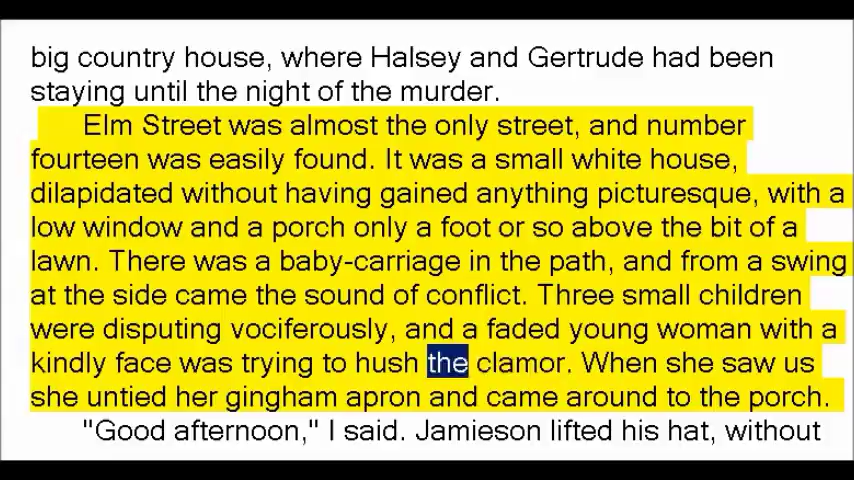 big country house, where Halsey and Gertrude had been
staying until the night of the murder.
Elm Street was almost the only street, and number
fourteen was easily found. It was a small white house,
dilapidated without having gained anything picturesque, with a
low window and a porch only a foot or so above the bit of a
lawn. There was a baby-carriage in the path, and from a swing
at the side came the sound of conflict. Three small children
were disputing vociferously, and a faded young woman with a
kindly face was trying to hush the clamor. When she saw us
she untied her gingham apron and came around to the porch.
"Good afternoon," I said. Jamieson lifted his hat, without